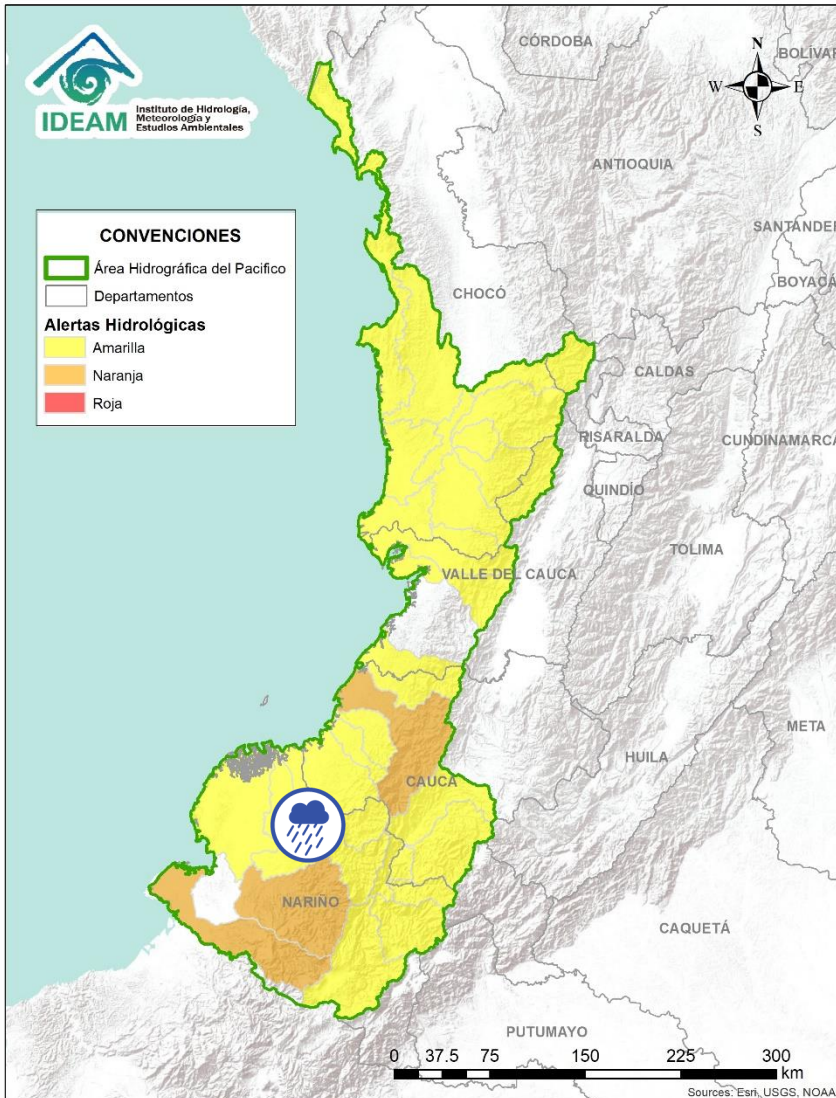 IDEAM
Instituto de Hidrología,
Meteorología y
Estudios Ambientales
CÓRDOBA
BOLÍVAR
N
W
E
S
ANTIOQUIA
SANTANDER
BOYACÁ
CONVENCIONES
Área Hidrográfica del Pacifico
Departamentos
Alertas Hidrológicas
Amarilla
Naranja
Roja
CHOCÓ
CALDAS
RISARALDA
CUNDINAMARCA
QUINDÍO
TOLIMA
VALLE DEL CAUCA
META
HUILA
CAUCA
NARIÑO
CAQUETÁ
PUTUMAYO
0 37.5 75 150 225 300
km
Sources: Esri, USGS, NOAA